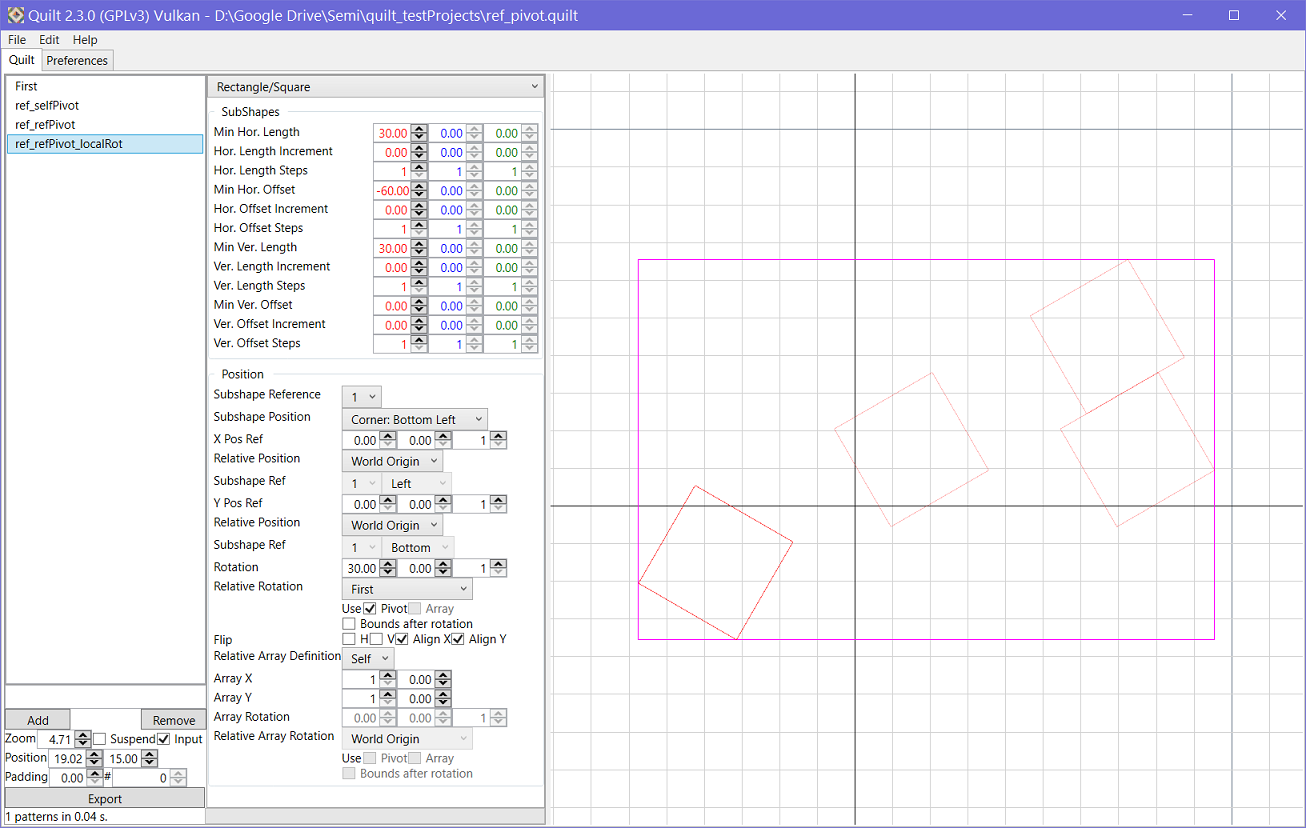 Quilt 2.3.0 (GPLv3) Vulkan - D:\Google Drive\Semi\quilt_testProjects\ref_pivot.quilt
File Edit Help
Quilt Preferences
First
ref_selfPivot
ref_refPivot
ref_refPivot_localRot
Add Remove
Zoom 4.71 Suspend Input
Position 19.02 15.00
Padding 0.00 # 0
Export
1 patterns in 0.04 s.
Rectangle/Square
SubShapes
Min Hor. Length 30.00 0.00 0.00
Hor. Length Increment 0.00 0.00 0.00
Hor. Length Steps 1 1 1
Min Hor. Offset -60.00 0.00 0.00
Hor. Offset Increment 0.00 0.00 0.00
Hor. Offset Steps 1 1 1
Min Ver. Length 30.00 0.00 0.00
Ver. Length Increment 0.00 0.00 0.00
Ver. Length Steps 1 1 1
Min Ver. Offset 0.00 0.00 0.00
Ver. Offset Increment 0.00 0.00 0.00
Ver. Offset Steps 1 1 1
Position
Subshape Reference 1
Subshape Position Corner: Bottom Left
X Pos Ref 0.00 0.00 1
Relative Position World Origin
Subshape Ref 1 Left
Y Pos Ref 0.00 0.00 1
Relative Position World Origin
Subshape Ref 1 Bottom
Rotation 30.00 0.00 1
Relative Rotation First
Use Pivot Array
Bounds after rotation
Flip H V Align X Align Y
Relative Array Definition Self
Array X 1 0.00
Array Y 1 0.00
Array Rotation 0.00 0.00 1
Relative Array Rotation World Origin
Use Pivot Array
Bounds after rotation